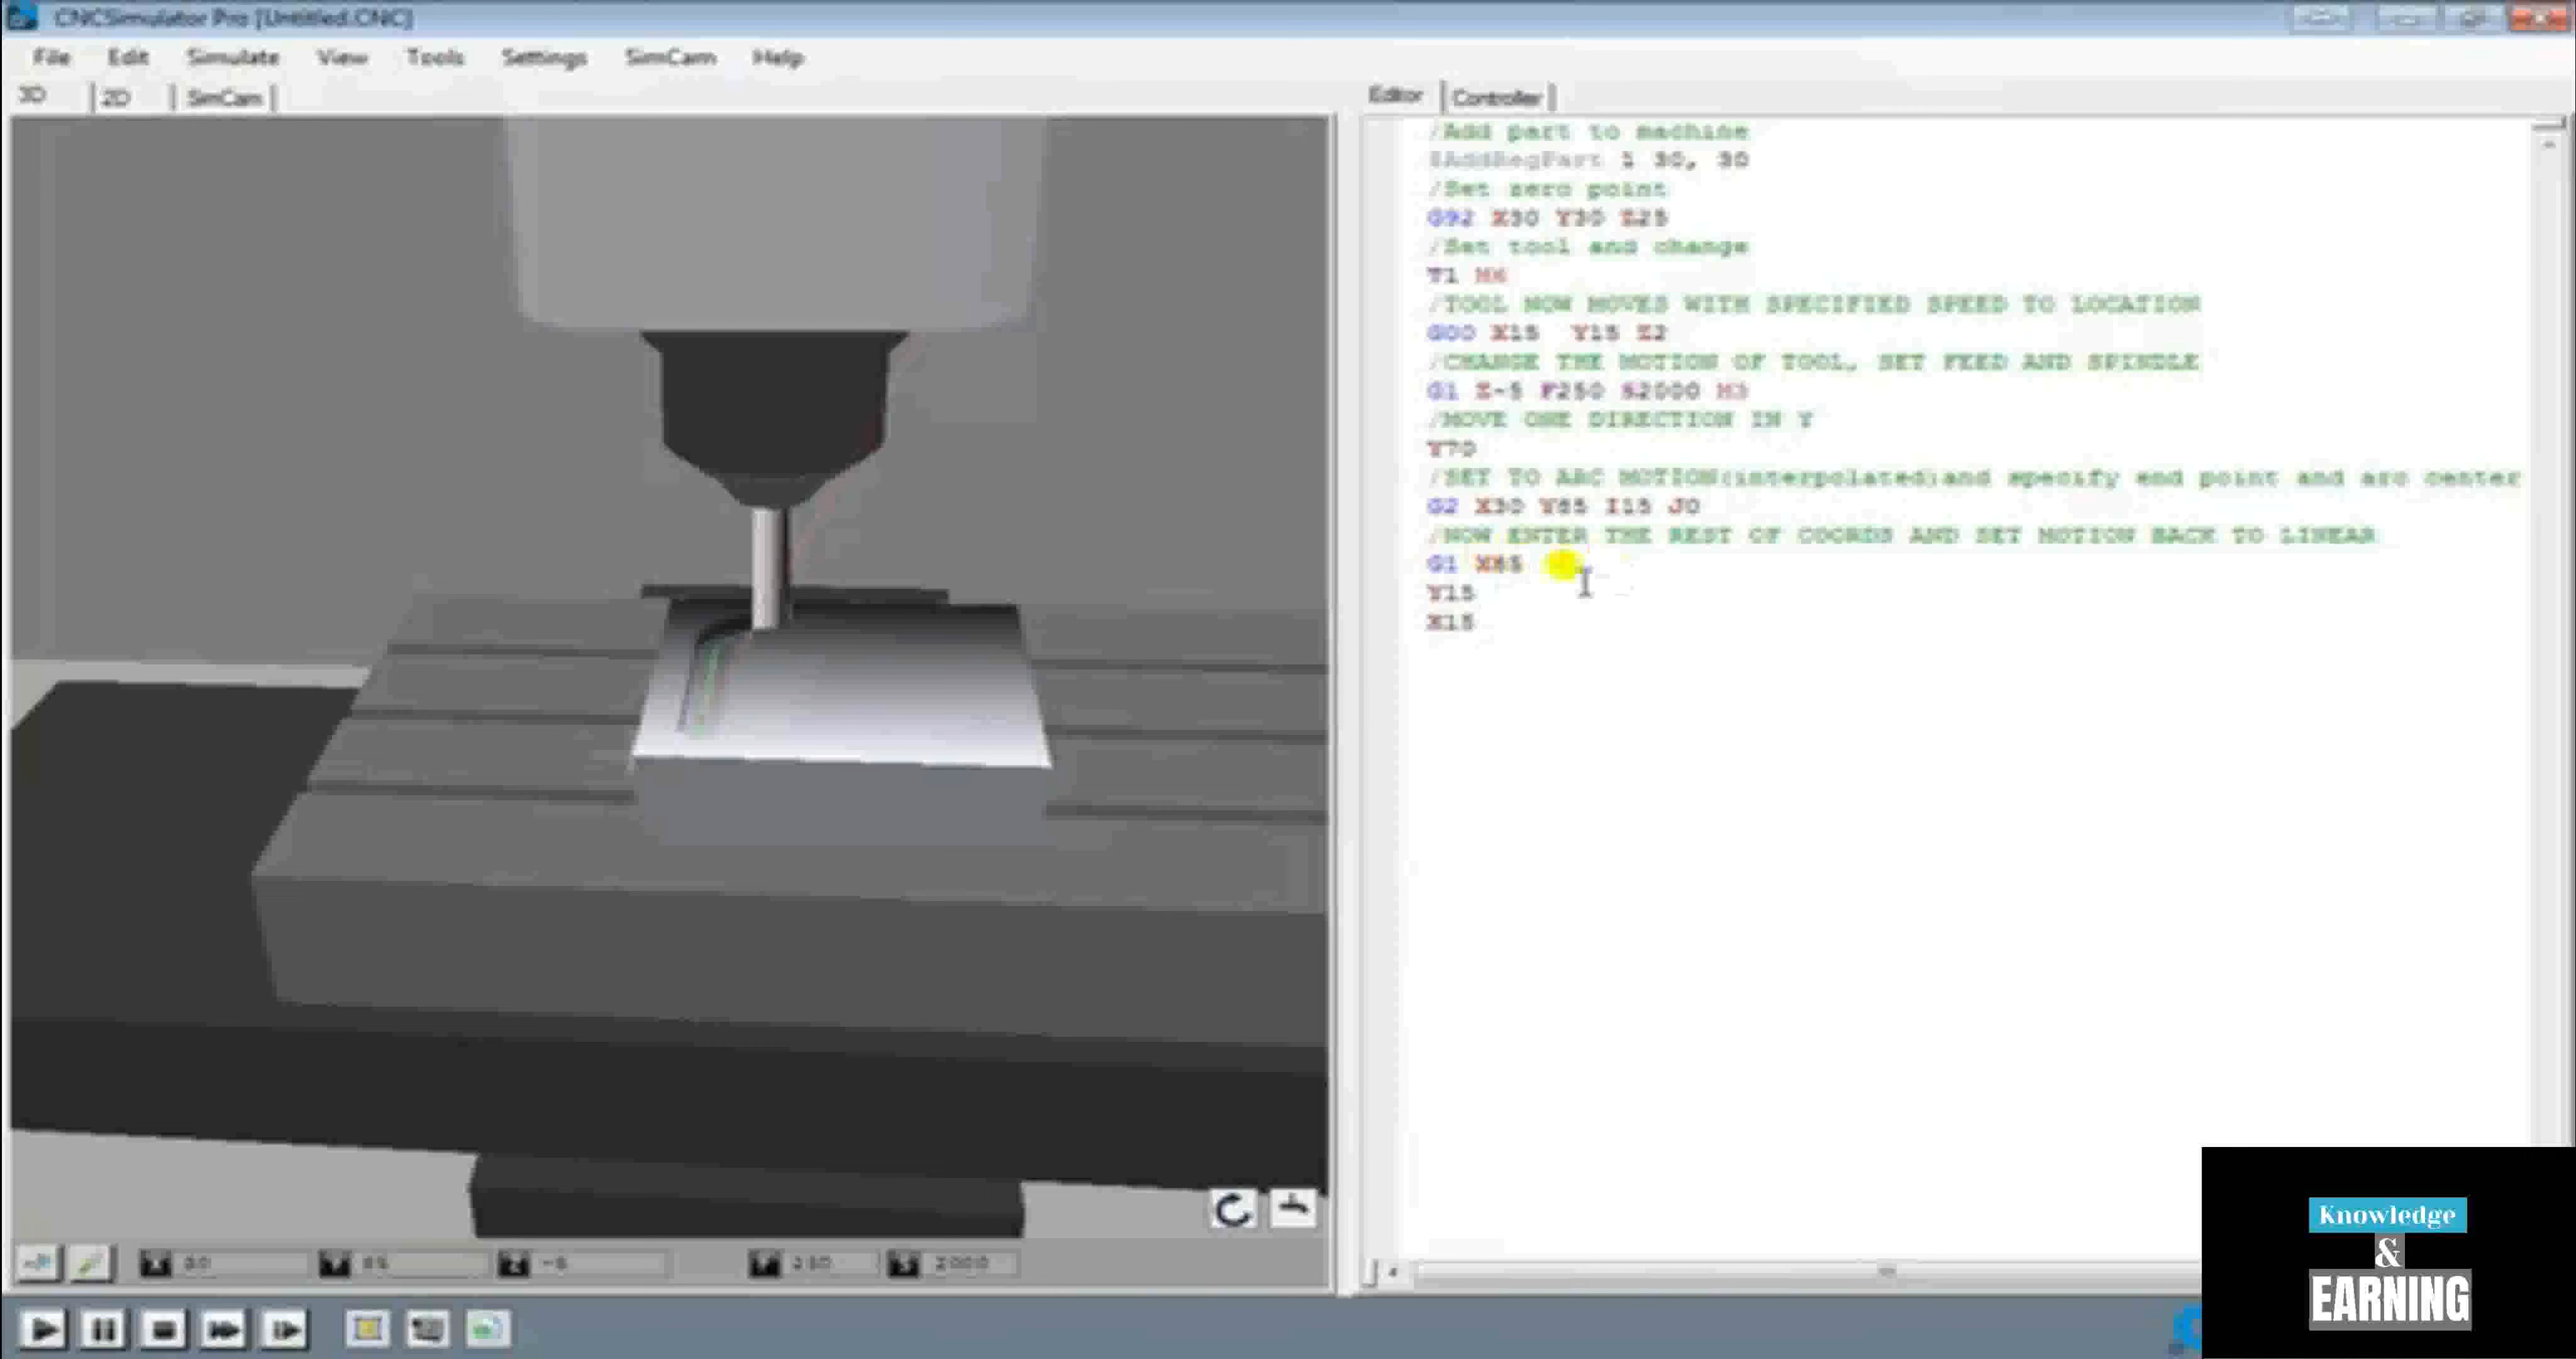 CNCSimulator Pro [Untitled.CNC]
File Edit Simulate View Tools Settings SimCam Help
3D 2D SimCam
Editor Controller
/Add part to machine
$AddRegPart 1 30, 30
/Set zero point
G92 X30 Y30 Z25
/Set tool and change
T1 M6
/TOOL NOW MOVES WITH SPECIFIED SPEED TO LOCATION
G00 X15 Y15 Z2
/CHANGE THE MOTION OF TOOL, SET FEED AND SPINDLE
G1 Z-5 F250 S2000 M3
/MOVE ONE DIRECTION IN Y
Y70
/SET TO ARC MOTION(interpolated)and specify end point and arc center
G2 X30 Y85 I15 J0
/NOW ENTER THE REST OF COORDS AND SET MOTION BACK TO LINEAR
G1 X85
Y15
X15
X 30 Y 85 Z -5 F 250 S 2000
Knowledge
&
EARNING